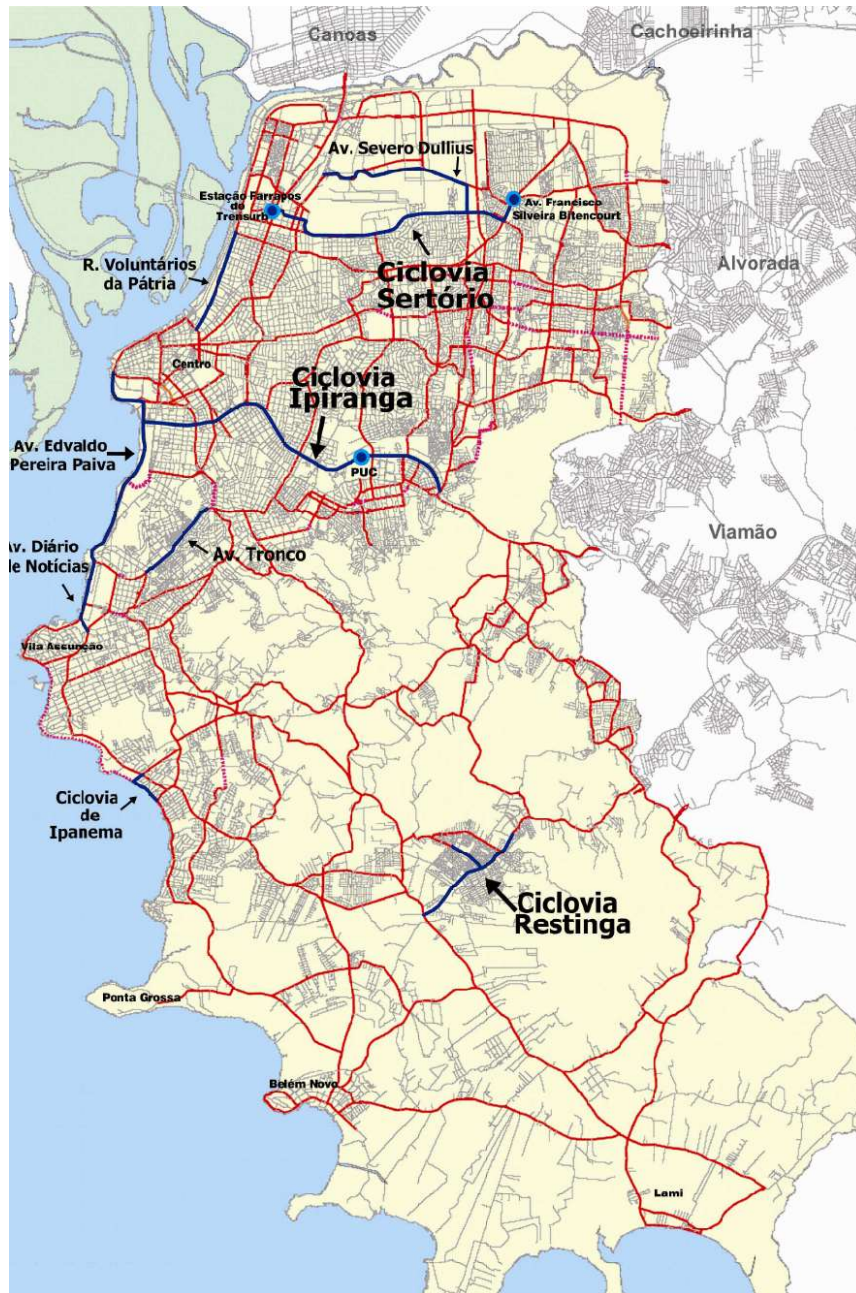 Canoas
Cachoeirinha
Av. Severo Dullius
Estação Farrapos
do
Trensurb
Av. Francisco
Silveira Bitencourt
R. Voluntários
da Pátria
Ciclovia
Sertório
Alvorada
Centro
Ciclovia
Ipiranga
Av. Edvaldo
Pereira Paiva
PUC
Viamão
Av. Tronco
Av. Diário
de Notícias
Vila Assunção
Ciclovia
de
Ipanema
Ciclovia
Restinga
Ponta Grossa
Belém Novo
Lami